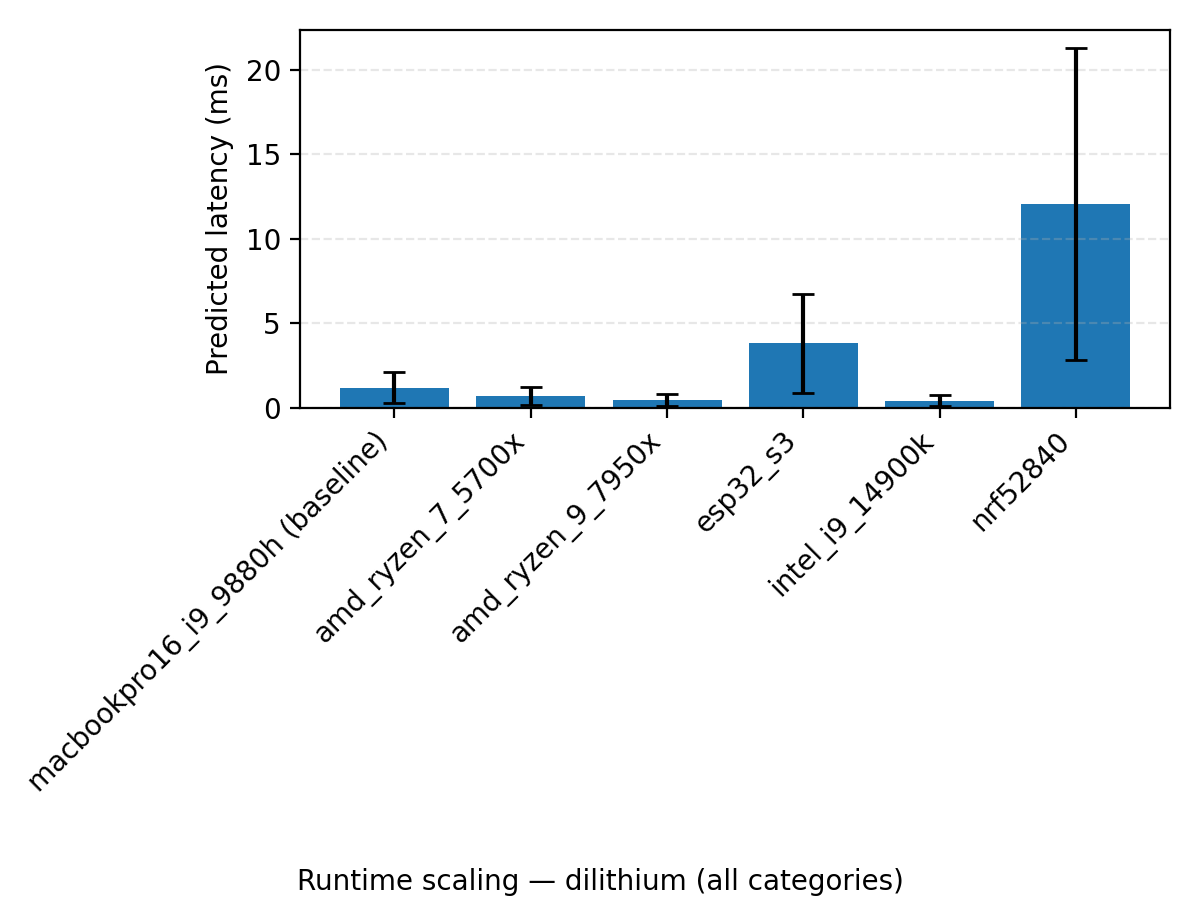 Predicted latency (ms)
20
15
10
5
0
macbookpro16_i9_9880h (baseline)
amd_ryzen_7_5700x
amd_ryzen_9_7950x
esp32_s3
intel_i9_14900k
nrf52840
Runtime scaling — dilithium (all categories)